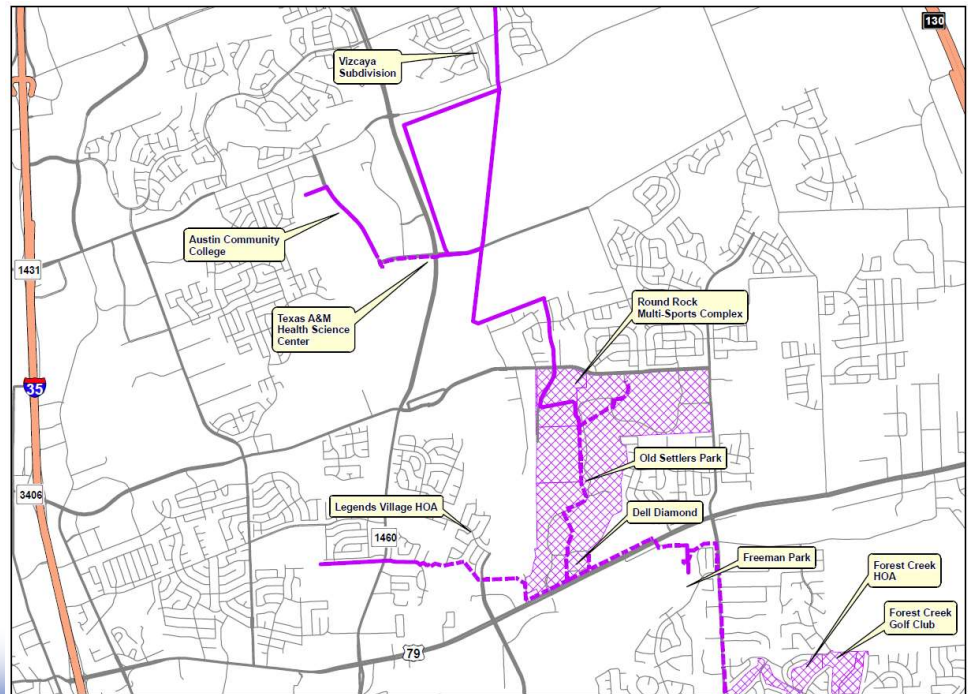 130
Vizcaya
Subdivision
Austin Community
College
1431
Texas A&M
Health Science
Center
Round Rock
Multi-Sports Complex
35
Old Settlers Park
3406
Legends Village HOA
Dell Diamond
1460
Freeman Park
Forest Creek
HOA
Forest Creek
Golf Club
79